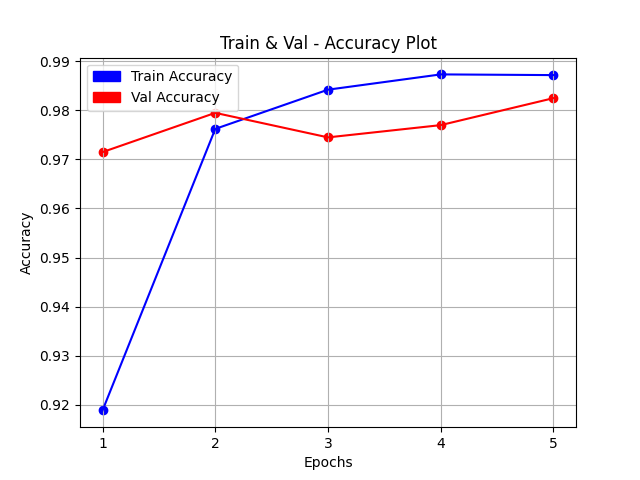 Train & Val - Accuracy Plot
Train Accuracy
Val Accuracy
0.99
0.98
0.97
0.96
0.95
0.94
0.93
0.92
Accuracy
1 2 3 4 5
Epochs